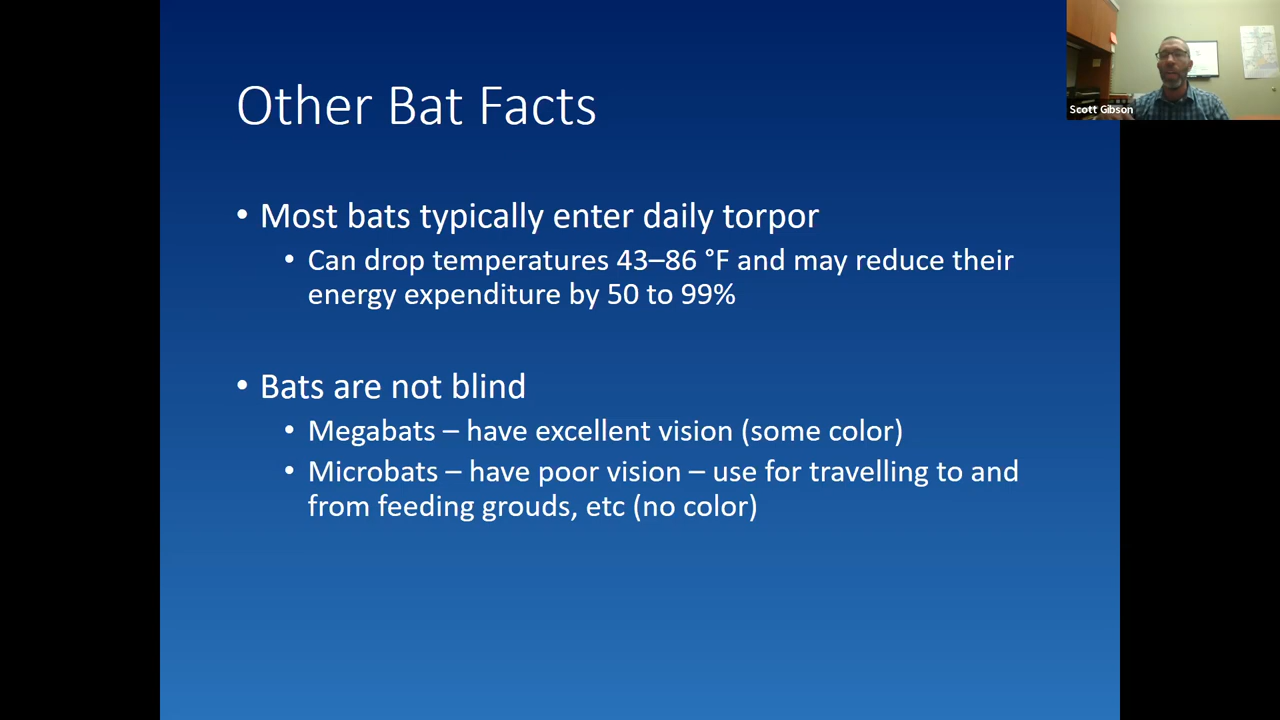 Other Bat Facts
Scott Gibson
• Most bats typically enter daily torpor
• Can drop temperatures 43–86 °F and may reduce their
energy expenditure by 50 to 99%
• Bats are not blind
• Megabats – have excellent vision (some color)
• Microbats – have poor vision – use for travelling to and
from feeding grouds, etc (no color)